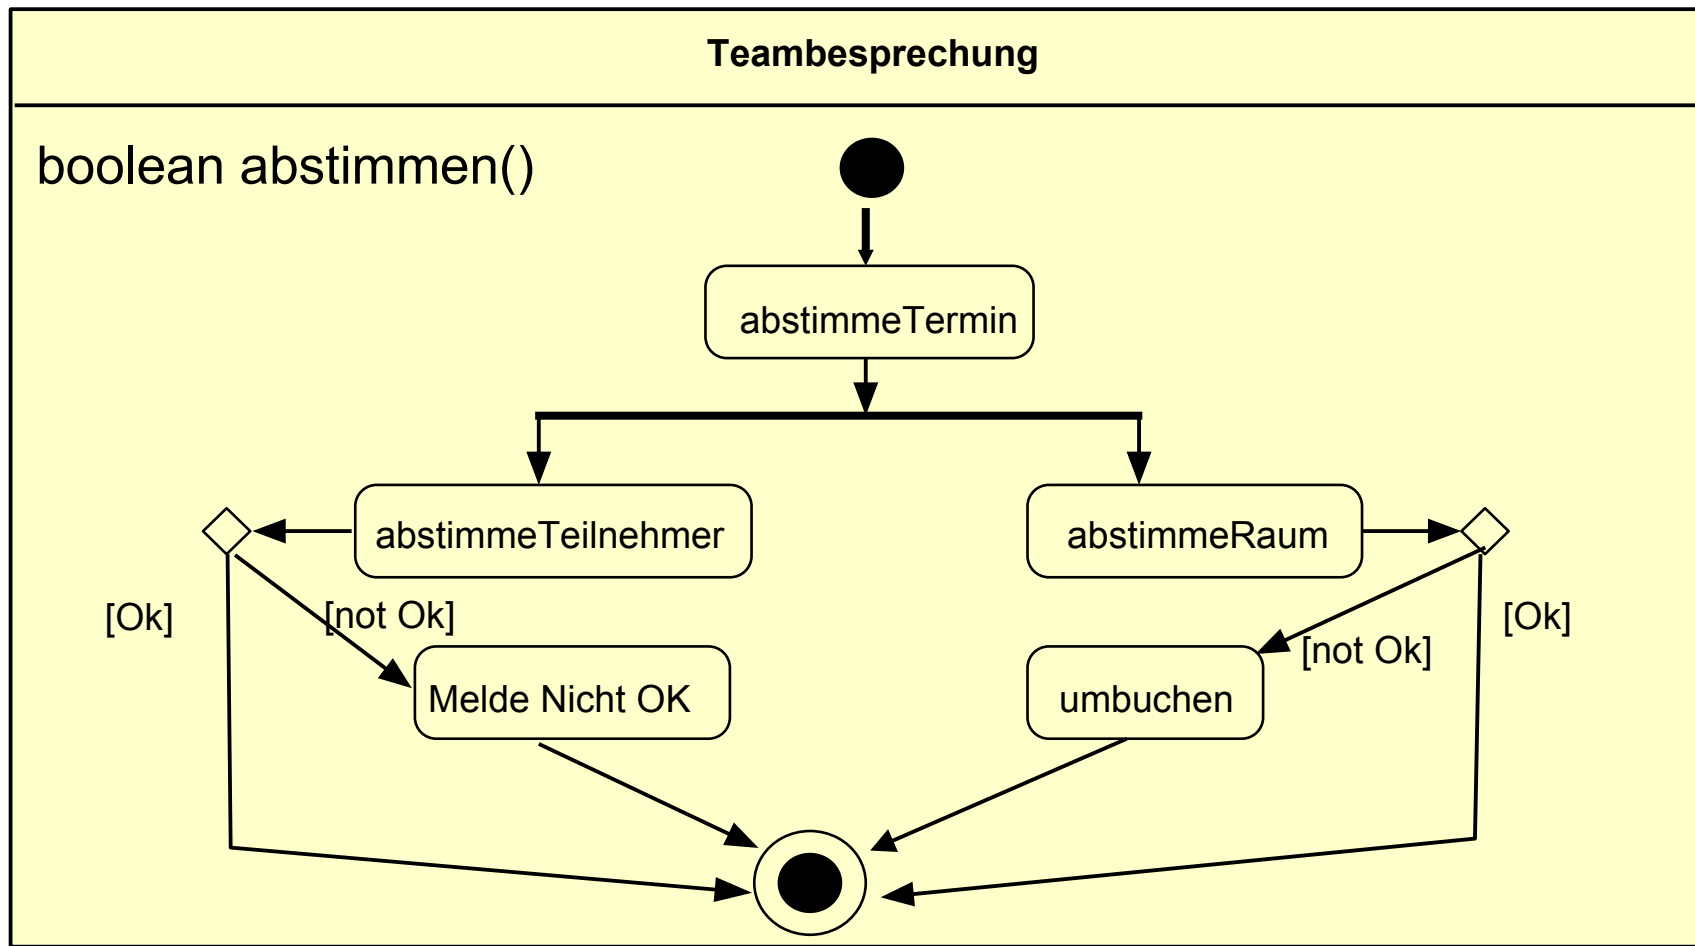 Teambesprechung
boolean abstimmen()
abstimmeTermin
abstimmeTeilnehmer
abstimmeRaum
[Ok]
[not Ok]
[not Ok]
[Ok]
Melde Nicht OK
umbuchen